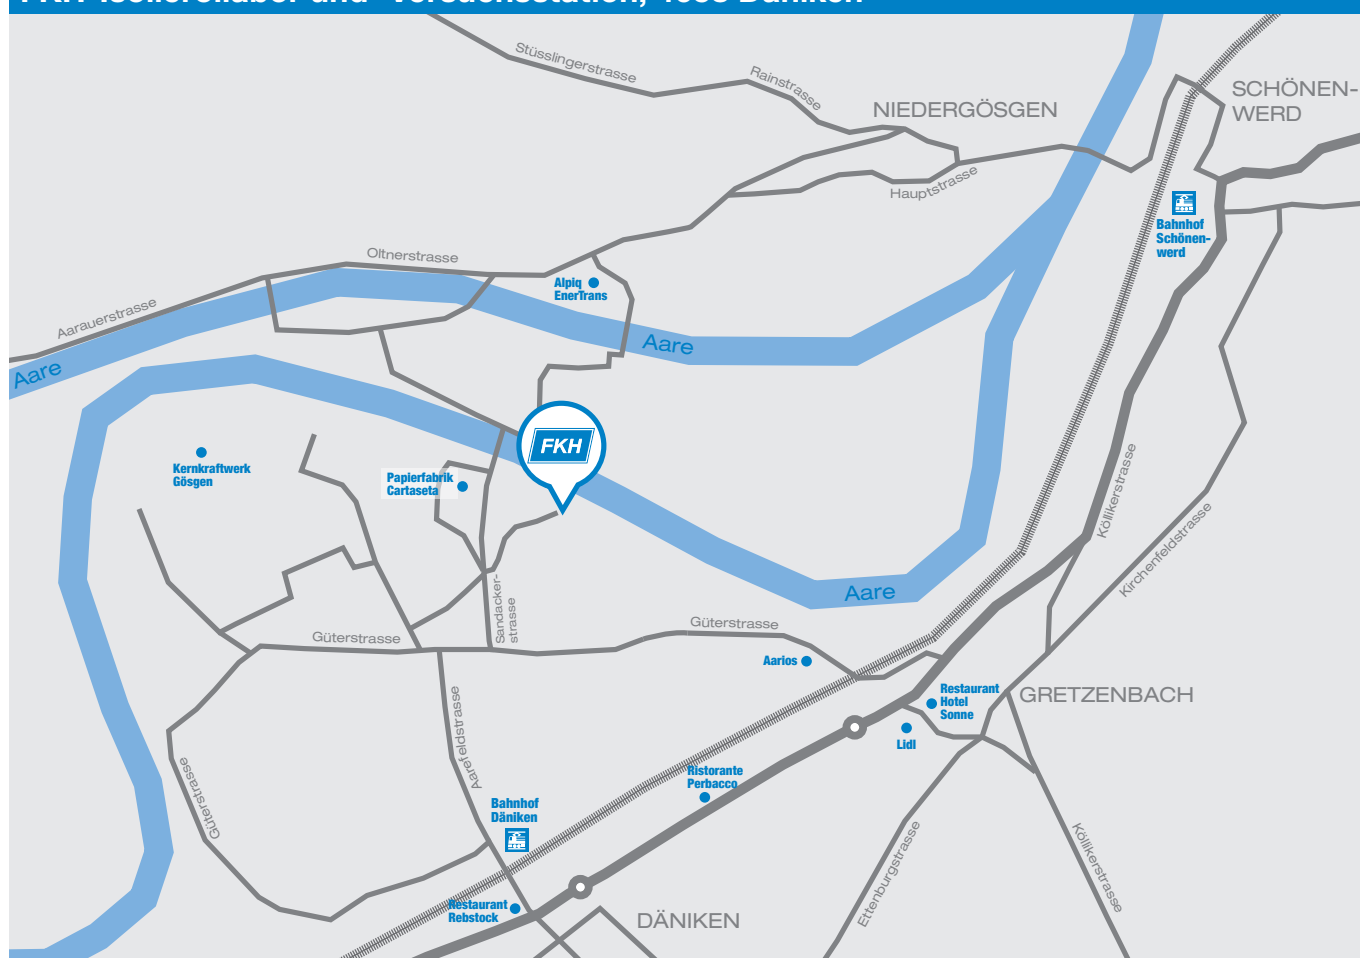 Stüsslingerstrasse
Rainstrasse
NIEDERGÖSGEN
SCHÖNEN-
WERD
Hauptstrasse
Bahnhof
Schönen-
werd
Oltnerstrasse
Alpiq
EnerTrans
Aarauerstrasse
Aare
Aare
FKH
Kernkraftwerk
Gösgen
Papierfabrik
Cartaseta
Köllikerstrasse
Kirchenfeldstrasse
Sandacker-
strasse
Aare
Güterstrasse
Güterstrasse
Aarios
Restaurant
Hotel
Sonne
GRETZENBACH
Lidl
Aarefeldstrasse
Güterstrasse
Ristorante
Perbacco
Bahnhof
Däniken
Ettenburgstrasse
Köllikerstrasse
Restaurant
Rebstock
DÄNIKEN